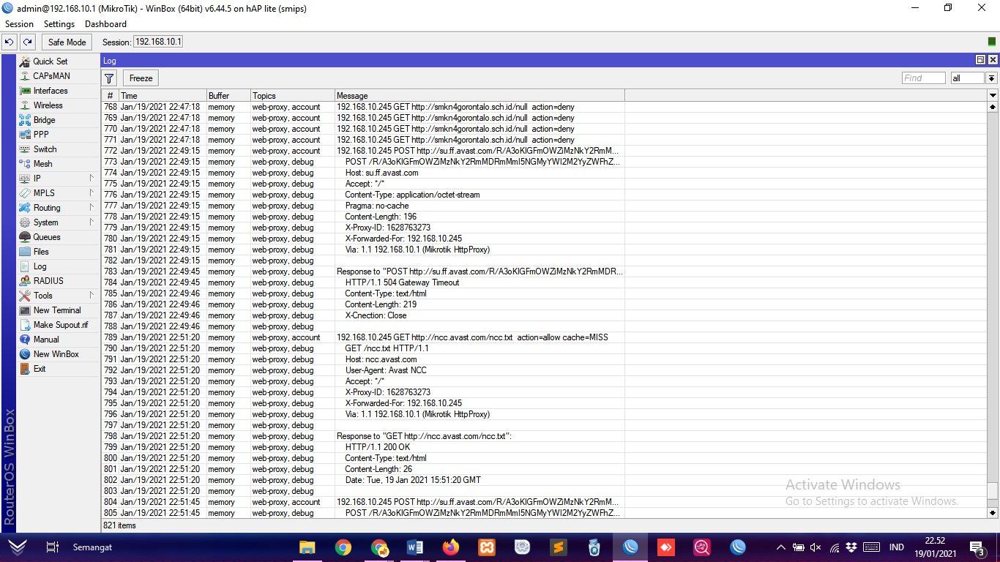 admin@192.168.10.1 (MikroTik) - WinBox (64bit) v6.44.5 on hAP lite (smips)
Session Settings Dashboard
Safe Mode Session: 192.168.10.1
Quick Set
CAPsMAN
Interfaces
Wireless
Bridge
PPP
Switch
Mesh
IP
MPLS
Routing
System
Queues
Files
Log
RADIUS
Tools
New Terminal
Make Supout.rif
Manual
New WinBox
Exit
RouterOS WinBox
Log
Freeze Find all
# Time Buffer Topics Message
768 Jan/19/2021 22:47:18 memory web-proxy, account 192.168.10.245 GET http://smkn4gorontalo.sch.id/null action=deny
769 Jan/19/2021 22:47:18 memory web-proxy, account 192.168.10.245 GET http://smkn4gorontalo.sch.id/null action=deny
770 Jan/19/2021 22:47:18 memory web-proxy, account 192.168.10.245 GET http://smkn4gorontalo.sch.id/null action=deny
771 Jan/19/2021 22:47:18 memory web-proxy, account 192.168.10.245 GET http://smkn4gorontalo.sch.id/null action=deny
772 Jan/19/2021 22:49:15 memory web-proxy, account 192.168.10.245 POST http://su.ff.avast.com/R/A3oKIGFmOWZiMzNkY2RmM...
773 Jan/19/2021 22:49:15 memory web-proxy, debug POST /R/A3oKIGFmOWZiMzNkY2RmMDRmMmI5NGMyYWI2M2YyZWFhZ...
774 Jan/19/2021 22:49:15 memory web-proxy, debug Host: su.ff.avast.com
775 Jan/19/2021 22:49:15 memory web-proxy, debug Accept: */*
776 Jan/19/2021 22:49:15 memory web-proxy, debug Content-Type: application/octet-stream
777 Jan/19/2021 22:49:15 memory web-proxy, debug Pragma: no-cache
778 Jan/19/2021 22:49:15 memory web-proxy, debug Content-Length: 196
779 Jan/19/2021 22:49:15 memory web-proxy, debug X-Proxy-ID: 1628763273
780 Jan/19/2021 22:49:15 memory web-proxy, debug X-Forwarded-For: 192.168.10.245
781 Jan/19/2021 22:49:15 memory web-proxy, debug Via: 1.1 192.168.10.1 (Mikrotik HttpProxy)
782 Jan/19/2021 22:49:15 memory web-proxy, debug
783 Jan/19/2021 22:49:45 memory web-proxy, debug Response to "POST http://su.ff.avast.com/R/A3oKIGFmOWZiMzNkY2RmMDR...
784 Jan/19/2021 22:49:45 memory web-proxy, debug HTTP/1.1 504 Gateway Timeout
785 Jan/19/2021 22:49:46 memory web-proxy, debug Content-Type: text/html
786 Jan/19/2021 22:49:46 memory web-proxy, debug Content-Length: 219
787 Jan/19/2021 22:49:46 memory web-proxy, debug X-Cnection: Close
788 Jan/19/2021 22:49:46 memory web-proxy, debug
789 Jan/19/2021 22:51:20 memory web-proxy, account 192.168.10.245 GET http://ncc.avast.com/ncc.txt action=allow cache=MISS
790 Jan/19/2021 22:51:20 memory web-proxy, debug GET /ncc.txt HTTP/1.1
791 Jan/19/2021 22:51:20 memory web-proxy, debug Host: ncc.avast.com
792 Jan/19/2021 22:51:20 memory web-proxy, debug User-Agent: Avast NCC
793 Jan/19/2021 22:51:20 memory web-proxy, debug Accept: */*
794 Jan/19/2021 22:51:20 memory web-proxy, debug X-Proxy-ID: 1628763273
795 Jan/19/2021 22:51:20 memory web-proxy, debug X-Forwarded-For: 192.168.10.245
796 Jan/19/2021 22:51:20 memory web-proxy, debug Via: 1.1 192.168.10.1 (Mikrotik HttpProxy)
797 Jan/19/2021 22:51:20 memory web-proxy, debug
798 Jan/19/2021 22:51:20 memory web-proxy, debug Response to "GET http://ncc.avast.com/ncc.txt":
799 Jan/19/2021 22:51:20 memory web-proxy, debug HTTP/1.1 200 OK
800 Jan/19/2021 22:51:20 memory web-proxy, debug Content-Type: text/html
801 Jan/19/2021 22:51:20 memory web-proxy, debug Content-Length: 26
802 Jan/19/2021 22:51:20 memory web-proxy, debug Date: Tue, 19 Jan 2021 15:51:20 GMT
803 Jan/19/2021 22:51:20 memory web-proxy, debug
804 Jan/19/2021 22:51:45 memory web-proxy, account 192.168.10.245 POST http://su.ff.avast.com/R/A3oKIGFmOWZiMzNkY2RmM...
805 Jan/19/2021 22:51:45 memory web-proxy, debug POST /R/A3oKIGFmOWZiMzNkY2RmMDRmMmI5NGMyYWI2M2YyZWFhZ...
821 items
Activate Windows
Go to Settings to activate Windows.
Semangat
IND
22.52
19/01/2021
3